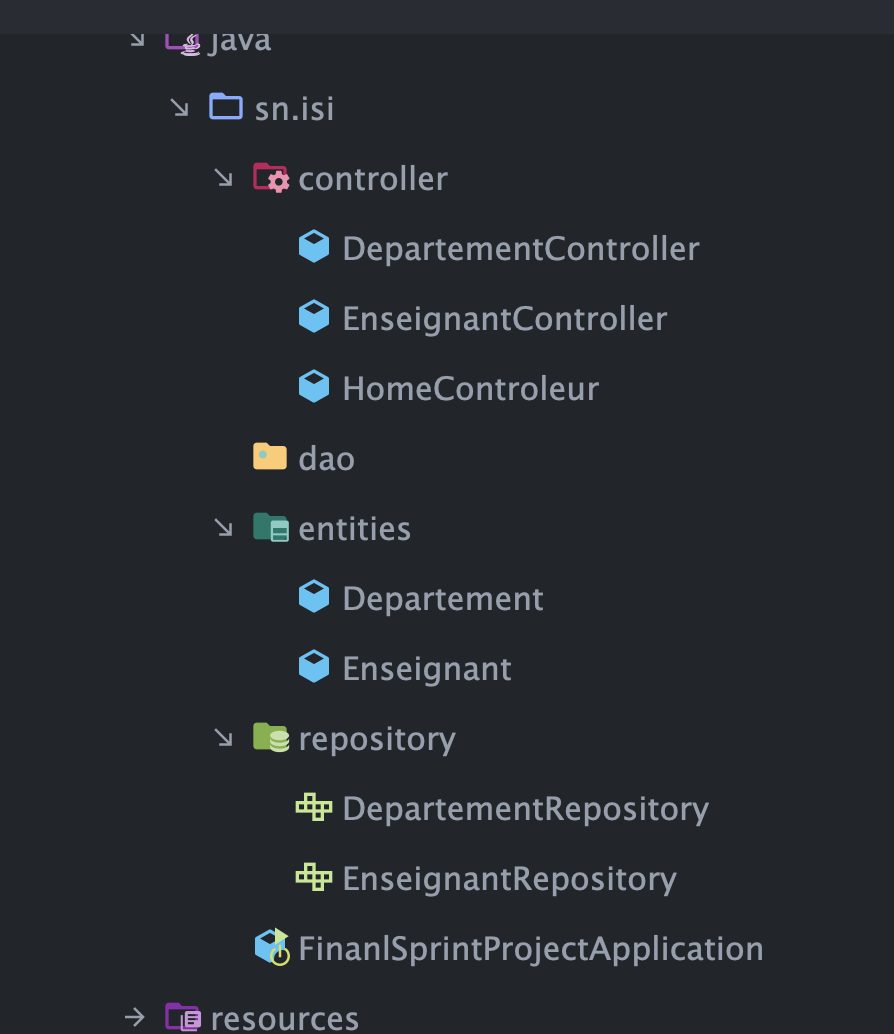 java
sn.isi
controller
DepartementController
EnseignantController
HomeControleur
dao
entities
Departement
Enseignant
repository
DepartementRepository
EnseignantRepository
FinanlSprintProjectApplication
resources